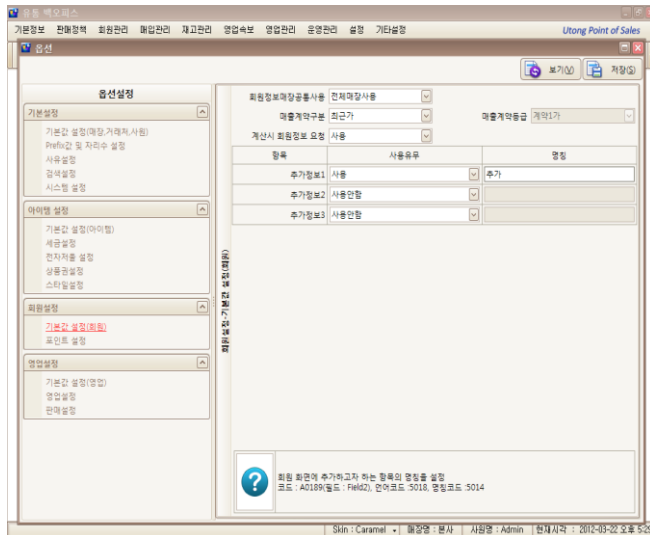 유통 백오피스
기본정보 판매정책 회원관리 매입관리 재고관리 영업속보 영업관리 운영관리 설정 기타설정 Utong Point of Sales
옵션
보기(V) 저장(S)
옵션설정
기본설정
기본값 설정(매장,거래처,사원)
Prefix값 및 자리수 설정
사유설정
검색설정
시스템 설정
아이템 설정
기본값 설정(아이템)
세금설정
전자저울 설정
상품권설정
스타일설정
회원설정
기본값 설정(회원)
포인트 설정
영업설정
기본값 설정(영업)
영업설정
판매설정
회원설정-기본값 설정(회원)
회원정보매장공통사용 전체매장사용
매출계약구분 최근가 매출계약등급 계약1가
계산시 회원정보 요청 사용
항목 사용유무 명칭
추가정보1 사용 추가
추가정보2 사용안함
추가정보3 사용안함
회원 화면에 추가하고자 하는 항목의 명칭을 설정
코드 : A0189(필드 : Field2), 언어코드 :5018, 명칭코드 :5014
Skin : Caramel 매장명 : 본사 사원명 : Admin 현재시각 : 2012-03-22 오후 5:29